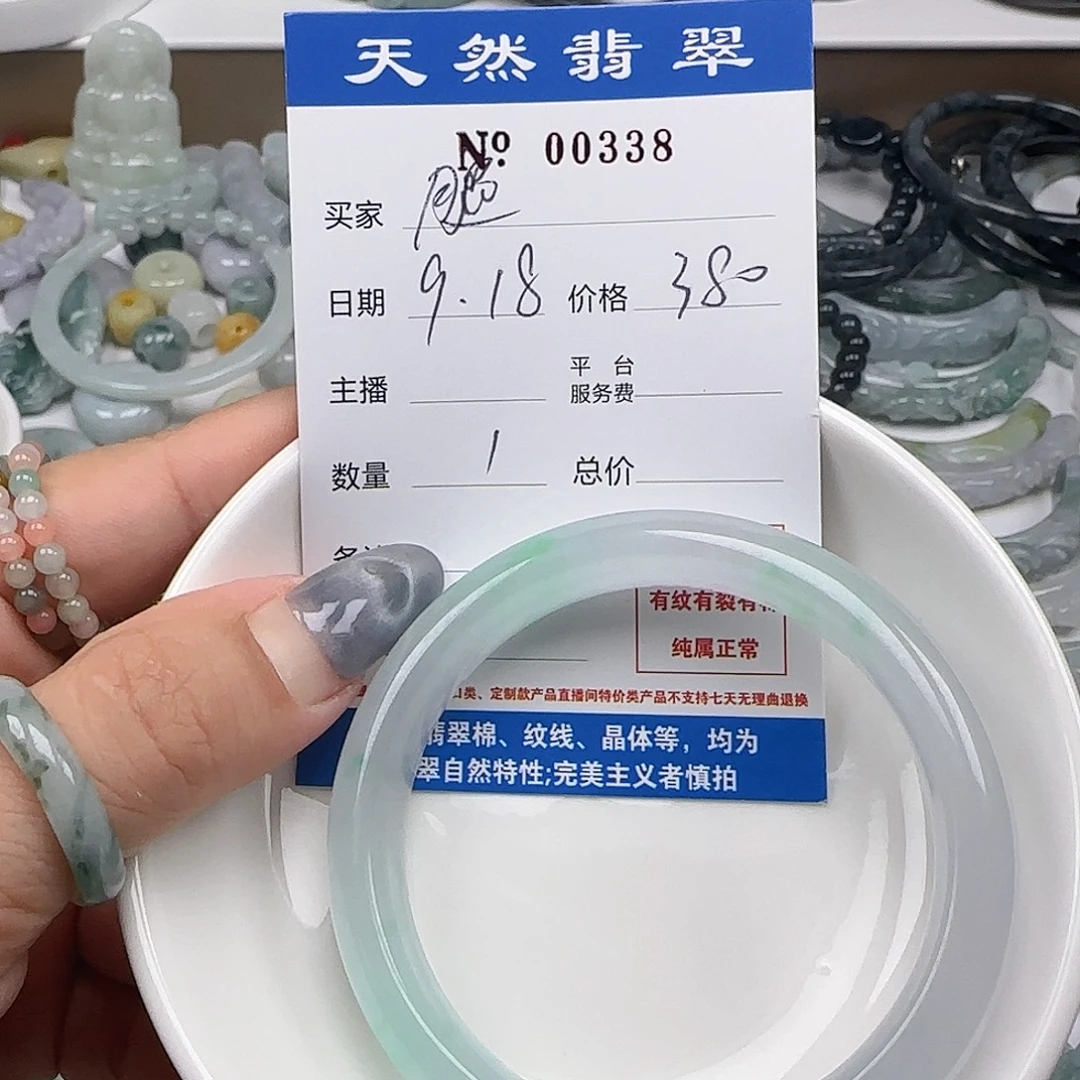 天然翡翠
№ 00338
买家
日期 9.18 价格 380
主播 平台服务费
数量 1 总价
有纹有裂有
纯属正常
类、定制款产品直播间特价类产品不支持七天无理由退换
翡翠棉、纹线、晶体等，均为
翠自然特性;完美主义者慎拍